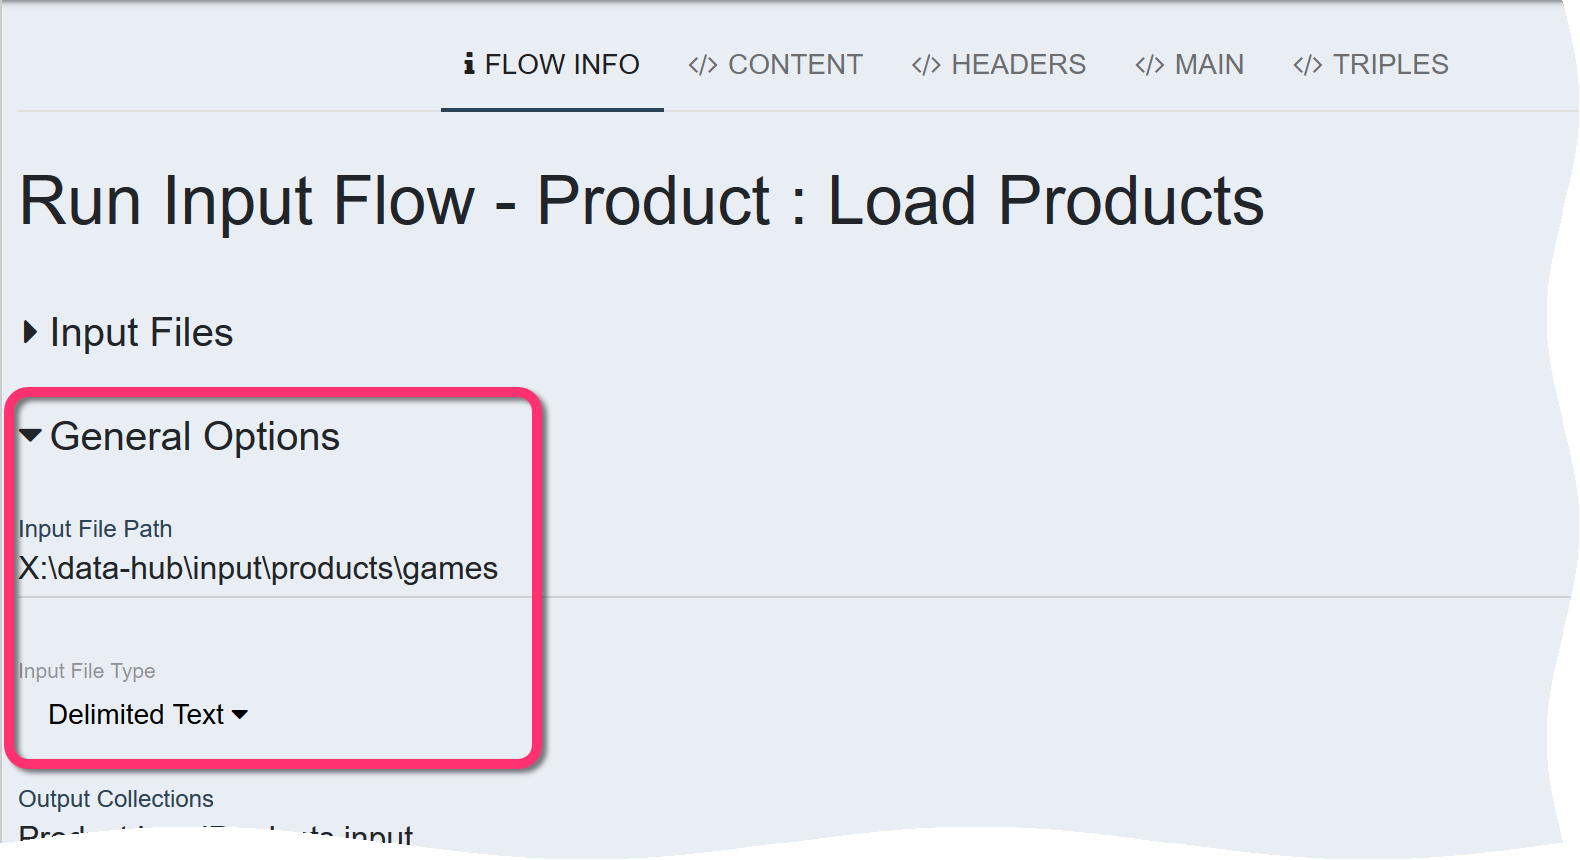 FLOW INFO </> CONTENT </> HEADERS </> MAIN </> TRIPLES
Run Input Flow - Product : Load Products
Input Files
General Options
Input File Path
X:\data-hub\input\products\games
Input File Type
Delimited Text
Output Collections
input